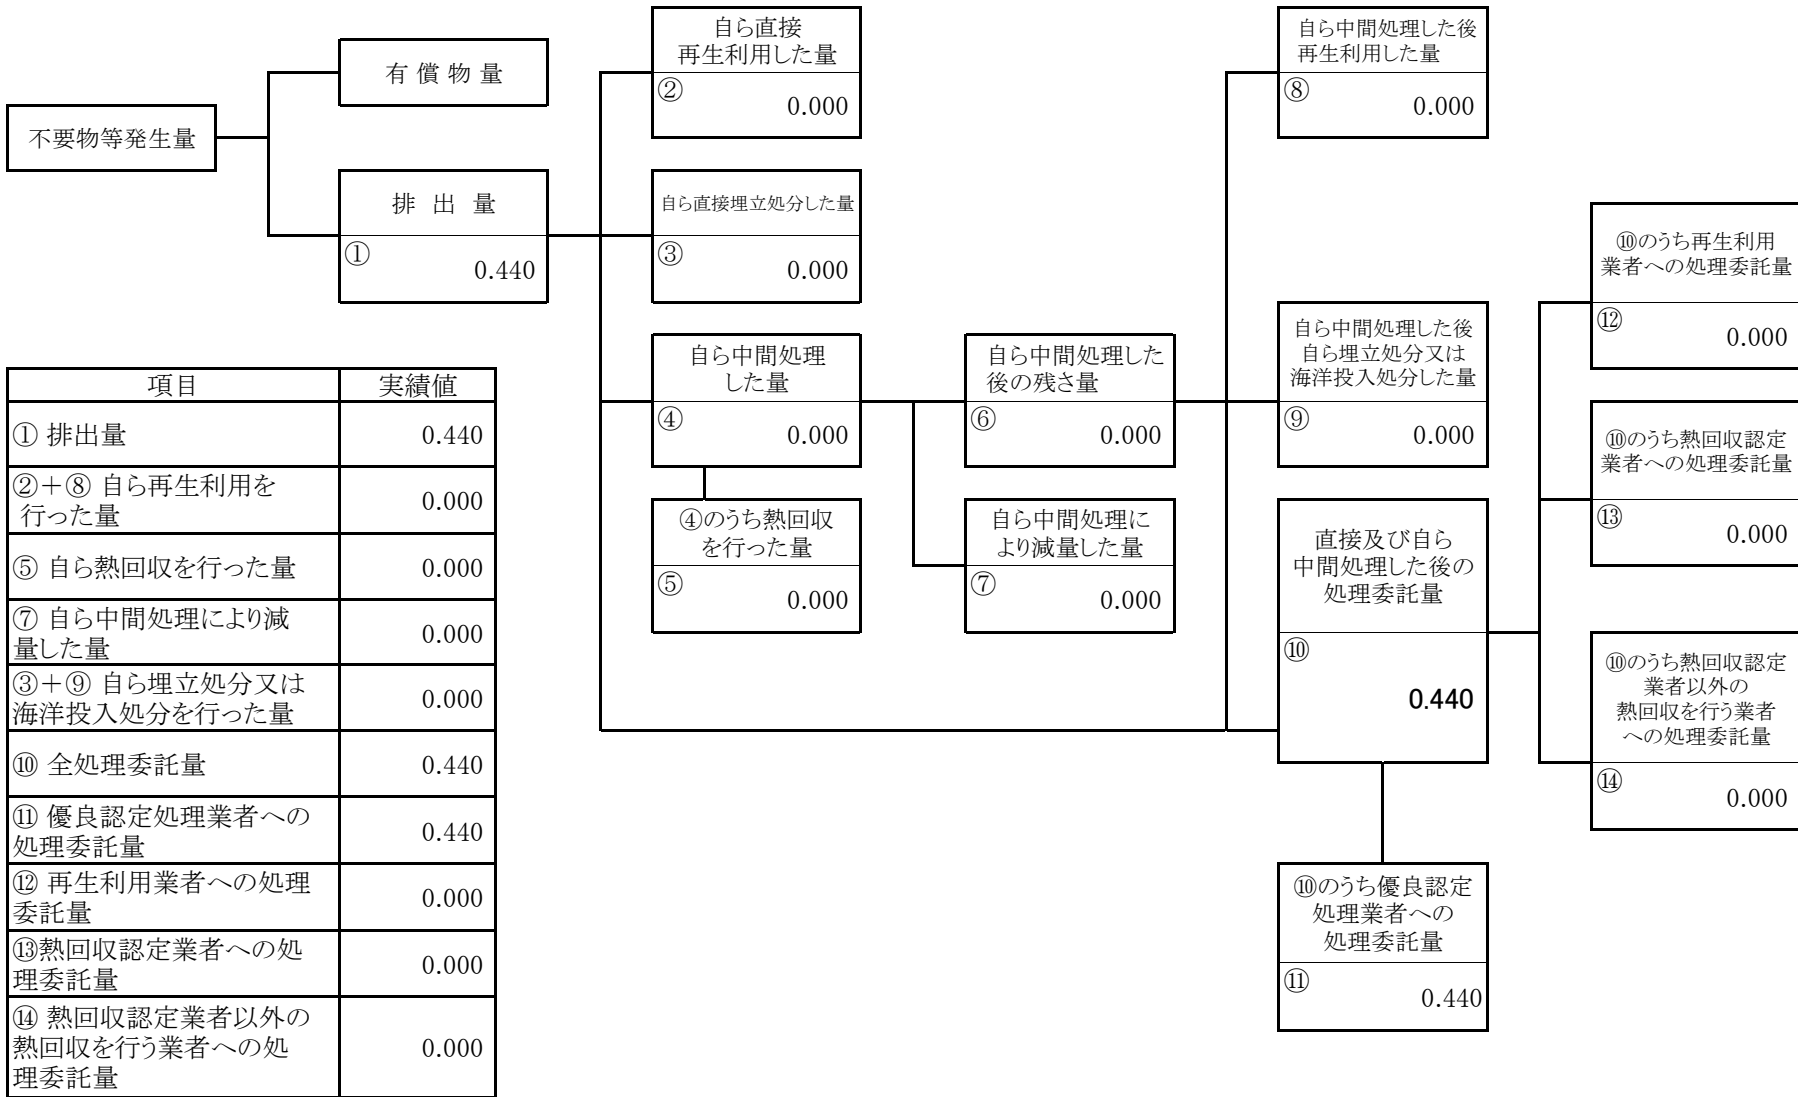 不要物等発生量
有償物量
排出量
①
0.440
自ら直接
再生利用した量
②
0.000
自ら直接埋立処分した量
③
0.000
自ら中間処理
した量
④
0.000
④のうち熱回収
を行った量
⑤
0.000
自ら中間処理した
後の残さ量
⑥
0.000
自ら中間処理に
より減量した量
⑦
0.000
自ら中間処理した後
再生利用した量
⑧
0.000
自ら中間処理した後
自ら埋立処分又は
海洋投入処分した量
⑨
0.000
直接及び自ら
中間処理した後の
処理委託量
⑩
0.440
⑩のうち優良認定
処理業者への
処理委託量
⑪
0.440
⑩のうち再生利用
業者への処理委託量
⑫
0.000
⑩のうち熱回収認定
業者への処理委託量
⑬
0.000
⑩のうち熱回収認定
業者以外の
熱回収を行う業者
への処理委託量
⑭
0.000
項目 実績値
① 排出量 0.440
②+⑧ 自ら再生利用を
行った量 0.000
⑤ 自ら熱回収を行った量 0.000
⑦ 自ら中間処理により減
量した量 0.000
③+⑨ 自ら埋立処分又は
海洋投入処分を行った量 0.000
⑩ 全処理委託量 0.440
⑪ 優良認定処理業者への
処理委託量 0.440
⑫ 再生利用業者への処理
委託量 0.000
⑬熱回収認定業者への処
理委託量 0.000
⑭ 熱回収認定業者以外の
熱回収を行う業者への処
理委託量 0.000